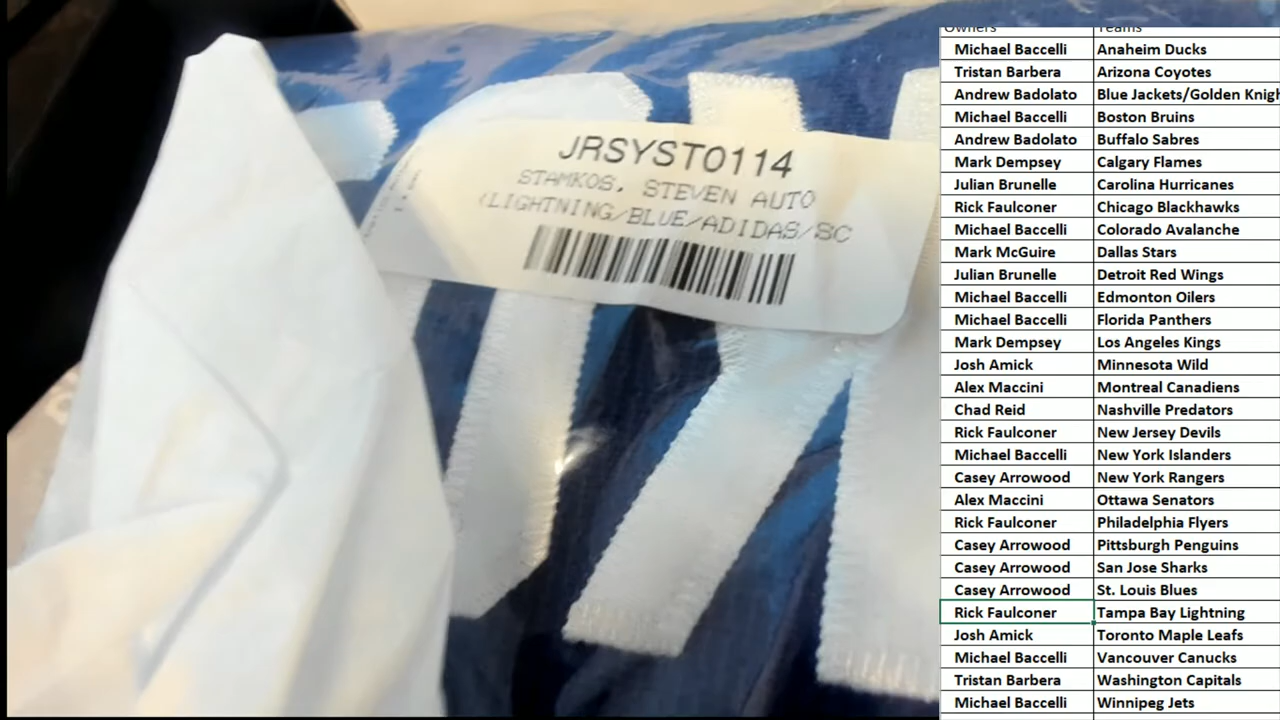 JRSYST0114
STAMKOS, STEVEN AUTO
(LIGHTNING/BLUE/ADIDAS/SC
Owners Teams
Michael Baccelli Anaheim Ducks
Tristan Barbera Arizona Coyotes
Andrew Badolato Blue Jackets/Golden Knigh
Michael Baccelli Boston Bruins
Andrew Badolato Buffalo Sabres
Mark Dempsey Calgary Flames
Julian Brunelle Carolina Hurricanes
Rick Faulconer Chicago Blackhawks
Michael Baccelli Colorado Avalanche
Mark McGuire Dallas Stars
Julian Brunelle Detroit Red Wings
Michael Baccelli Edmonton Oilers
Michael Baccelli Florida Panthers
Mark Dempsey Los Angeles Kings
Josh Amick Minnesota Wild
Alex Maccini Montreal Canadiens
Chad Reid Nashville Predators
Rick Faulconer New Jersey Devils
Michael Baccelli New York Islanders
Casey Arrowood New York Rangers
Alex Maccini Ottawa Senators
Rick Faulconer Philadelphia Flyers
Casey Arrowood Pittsburgh Penguins
Casey Arrowood San Jose Sharks
Casey Arrowood St. Louis Blues
Rick Faulconer Tampa Bay Lightning
Josh Amick Toronto Maple Leafs
Michael Baccelli Vancouver Canucks
Tristan Barbera Washington Capitals
Michael Baccelli Winnipeg Jets